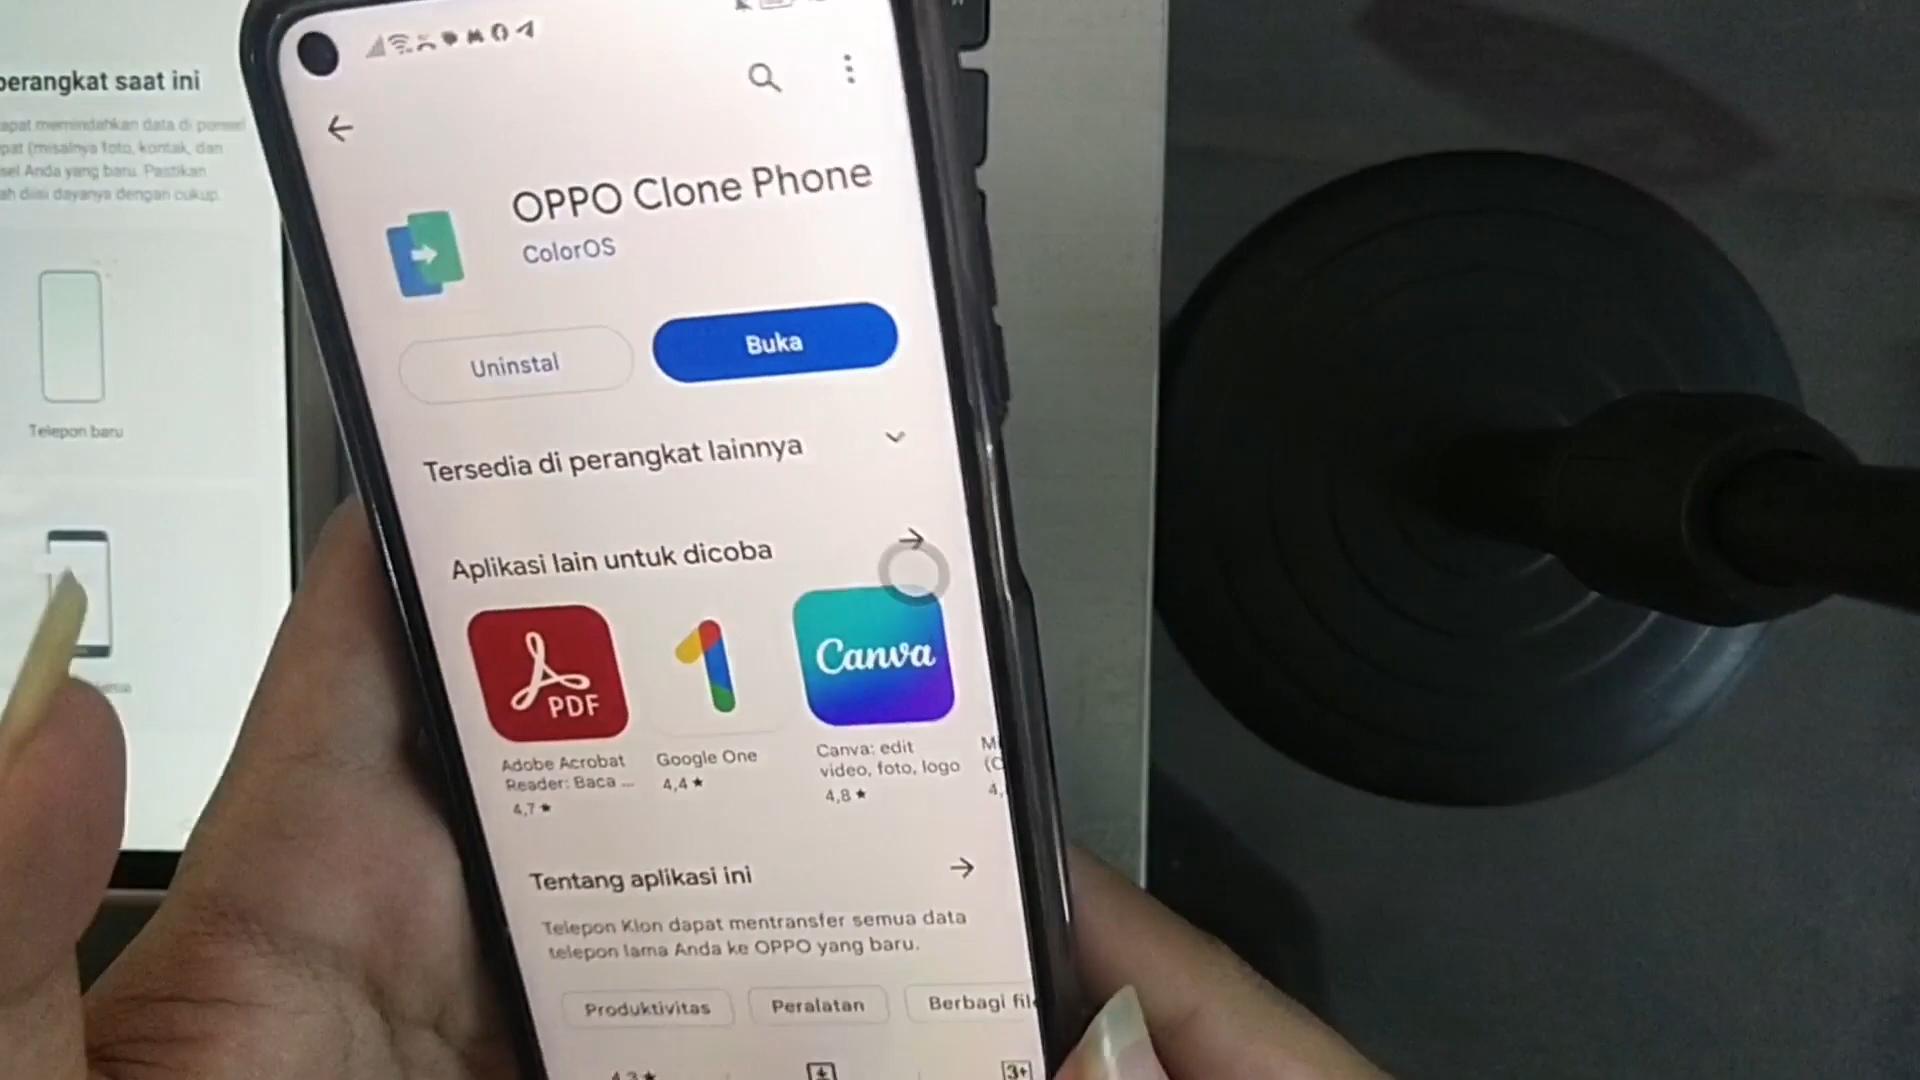 perangkat saat ini
apat memindahkan data di ponsel
pat (misalnya foto, kontak, dan
sel Anda yang baru. Pastikan
ah diisi dayanya dengan cukup.
Telepon baru
OPPO Clone Phone
ColorOS
Uninstal
Buka
Tersedia di perangkat lainnya
Aplikasi lain untuk dicoba
PDF
Canva
Adobe Acrobat
Reader: Baca ...
4,7★
Google One
4,4★
Canva: edit
video, foto, logo
4,8★
M
(C
4,
Tentang aplikasi ini
Telepon Klon dapat mentransfer semua data
telepon lama Anda ke OPPO yang baru.
Produktivitas
Peralatan
Berbagi fil
4,3★
3+